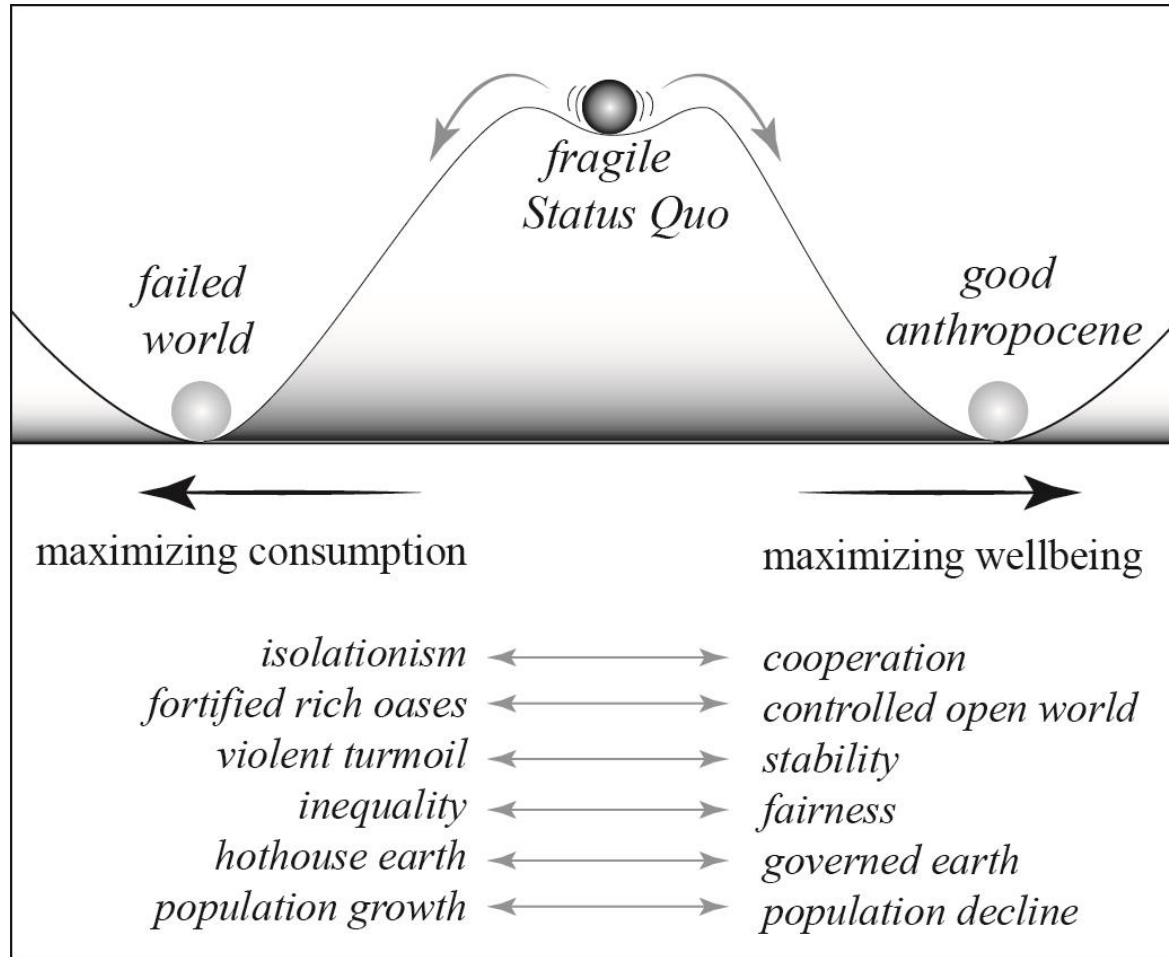 fragile
Status Quo
failed
world
good
anthropocene
maximizing consumption
maximizing wellbeing
isolationism
cooperation
fortified rich oases
controlled open world
violent turmoil
stability
inequality
fairness
hothouse earth
governed earth
population growth
population decline